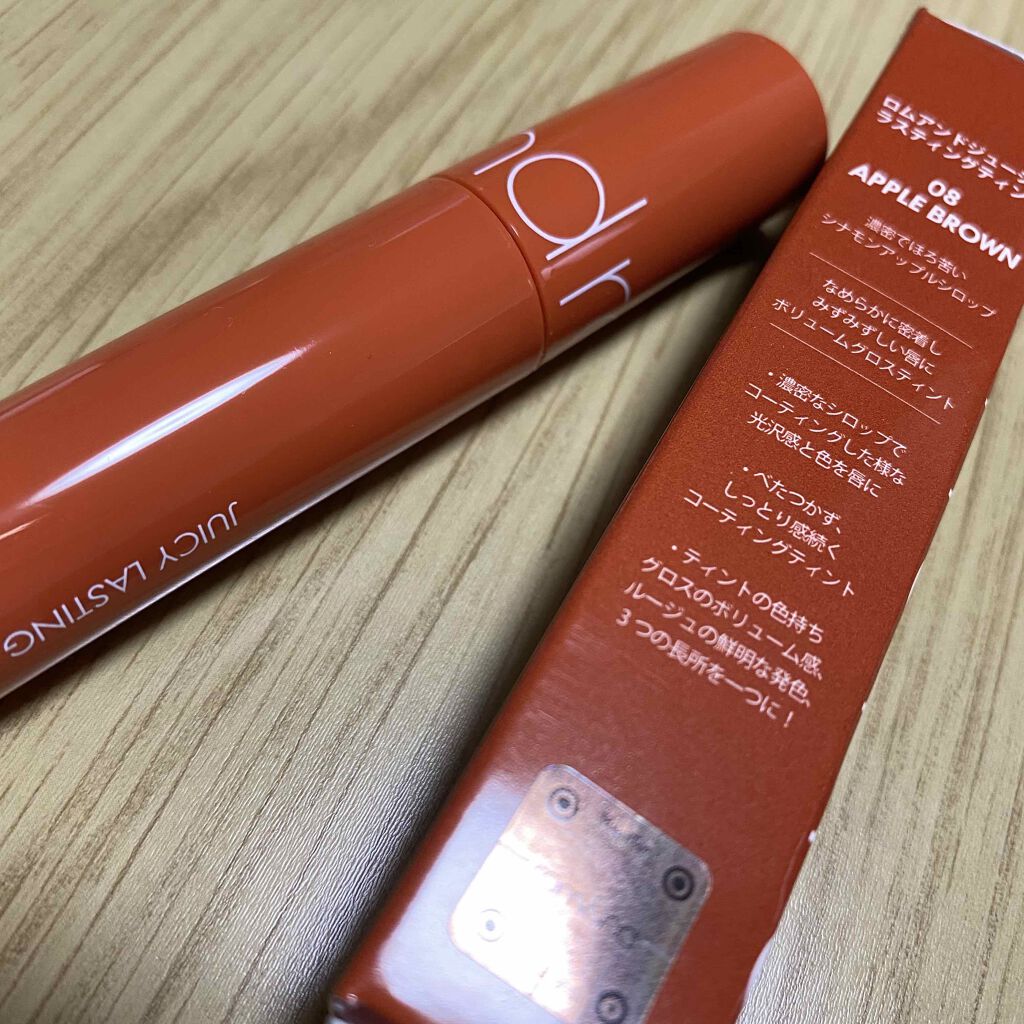 rom&nd
JUICY LASTING
ロムアンドジューシー
ラスティングティン
08
APPLE BROWN
濃密でほろ苦い
シナモンアップルシロップ
なめらかに密着し
みずみずしい唇に
ボリュームグロスティント
・濃密なシロップで
コーティングした様な
光沢感と色を唇に
・べたつかず、
しっとり感続く
コーティングティント
・ティントの色持ち
グロスのボリューム感、
ルージュの鮮明な発色、
3つの長所を一つに！